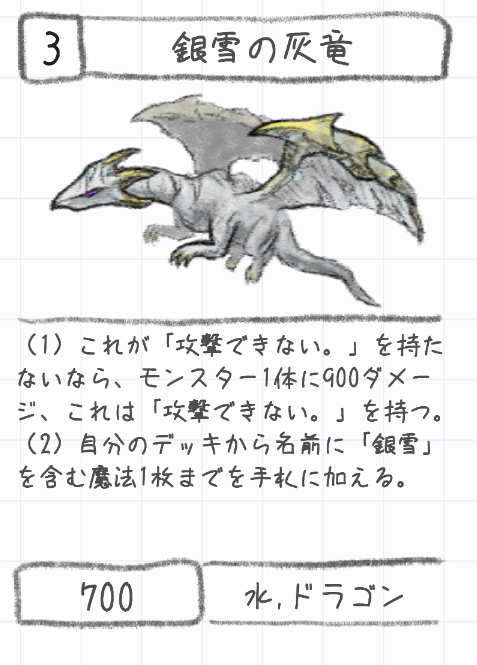 3
銀雪の灰竜
（1）これが「攻撃できない。」を持た
ないなら、モンスター1体に900ダメー
ジ、これは「攻撃できない。」を持つ。
（2）自分のデッキから名前に「銀雪」
を含む魔法1枚までを手札に加える。
700
水,ドラゴン